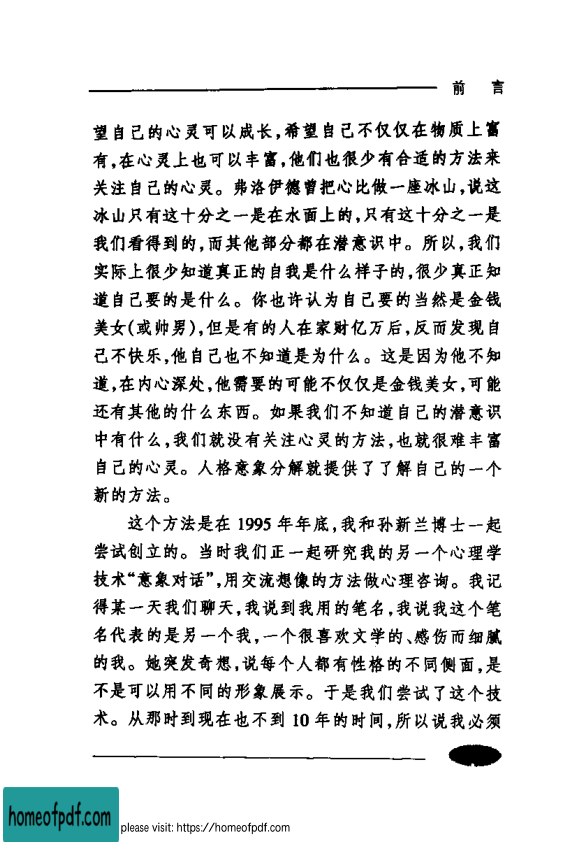 前 言
望自己的心灵可以成长,希望自己不仅仅在物质上富
有,在心灵上也可以丰富,他们也很少有合适的方法来
关注自己的心灵。弗洛伊德曾把心比做一座冰山,说这
冰山只有这十分之一是在水面上的,只有这十分之一是
我们看得到的,而其他部分都在潜意识中。所以,我们
实际上很少知道真正的自我是什么样子的,很少真正知
道自己要的是什么。你也许认为自己要的当然是金钱
美女(或帅男),但是有的人在家财亿万后,反而发现自
己不快乐,他自己也不知道是为什么。这是因为他不知
道,在内心深处,他需要的可能不仅仅是金钱美女,可能
还有其他的什么东西。如果我们不知道自己的潜意识
中有什么,我们就没有关注心灵的方法,也就很难丰富
自己的心灵。人格意象分解就提供了了解自己的一个
新的方法。
这个方法是在 1995 年年底,我和孙新兰博士一起
尝试创立的。当时我们正一起研究我的另一个心理学
技术“意象对话”,用交流想像的方法做心理咨询。我记
得某一天我们聊天,我说到我用的笔名,我说我这个笔
名代表的是另一个我,一个很喜欢文学的、感伤而细腻
的我。她突发奇想,说每个人都有性格的不同侧面,是
不是可以用不同的形象展示。于是我们尝试了这个技
术。从那时到现在也不到 10 年的时间,所以说我必须
homeofpdf.com
please visit: https://homeofpdf.com